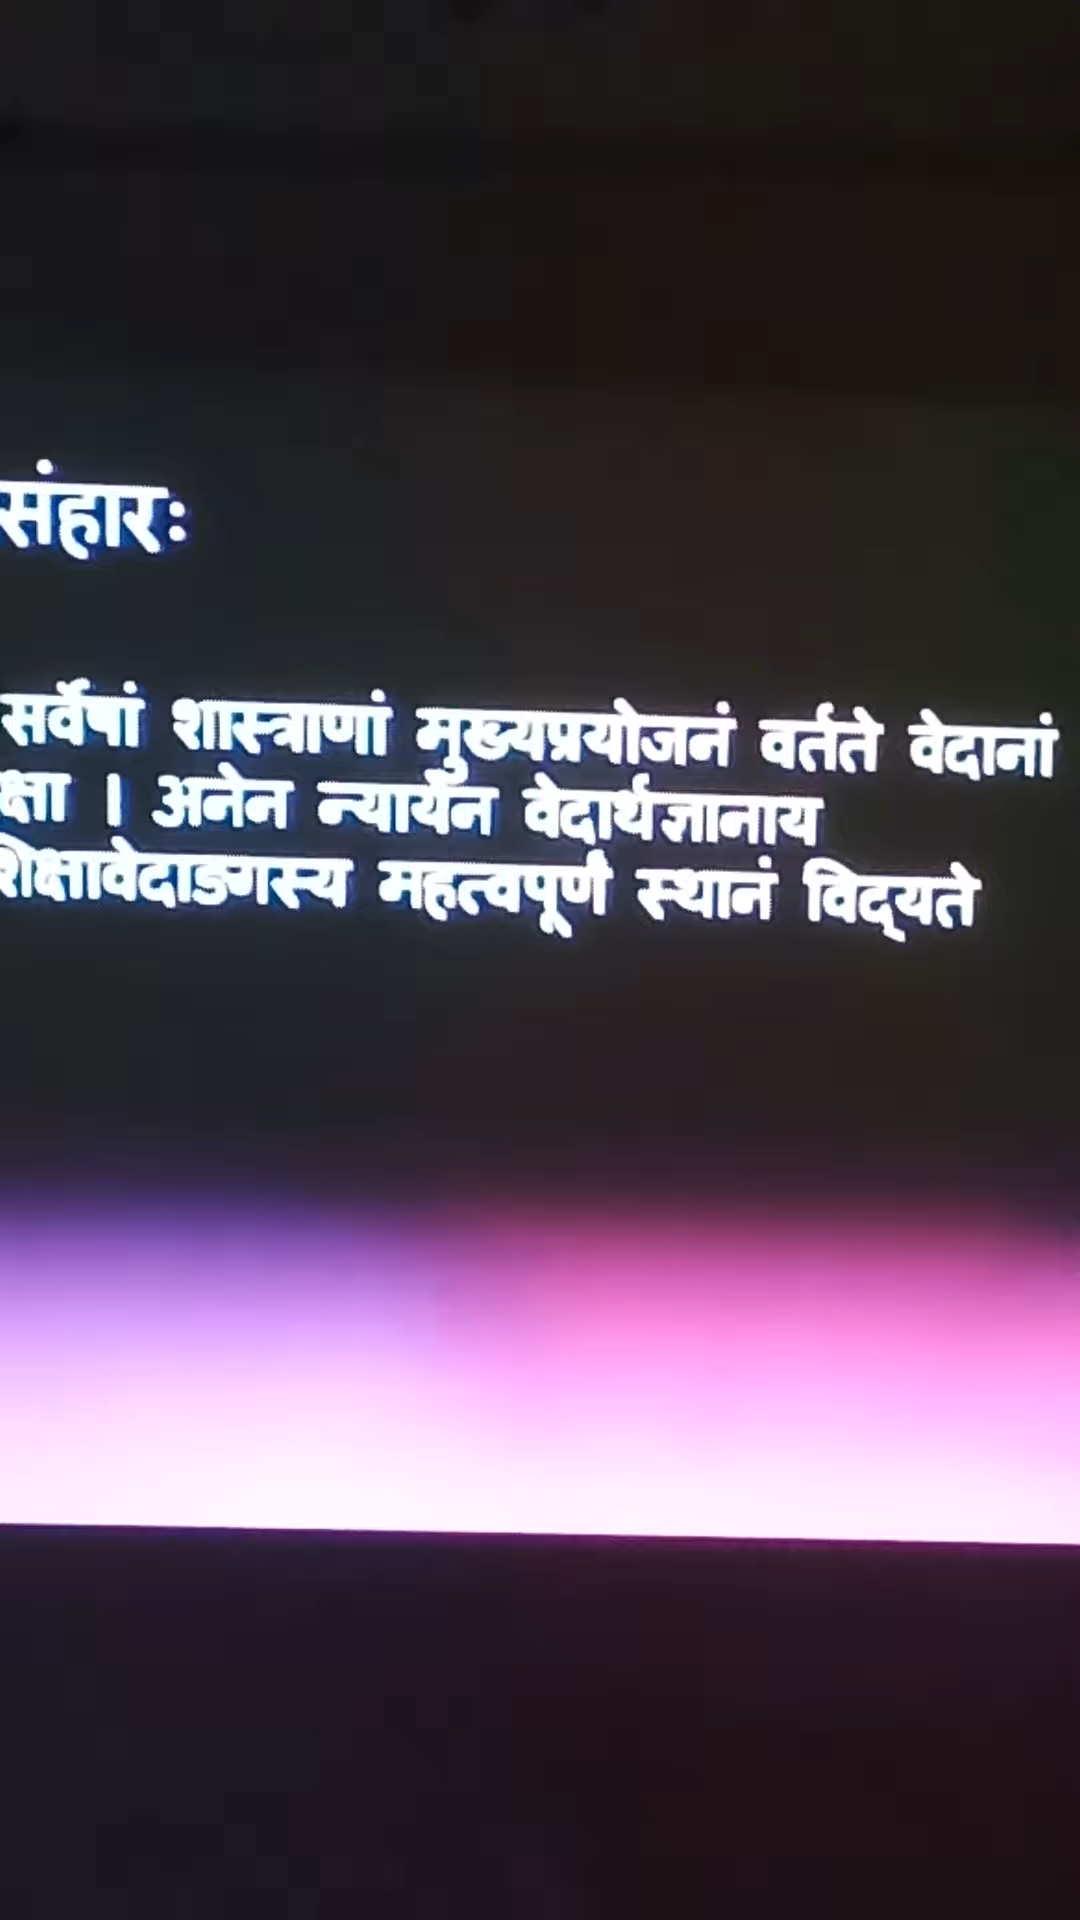 संहारः
सर्वेषां शास्त्राणां मुख्यप्रयोजनं वर्तते वेदानां
क्षा । अनेन न्यायेन वेदार्थज्ञानाय
शिक्षावेदाङ्गस्य महत्वपूर्णं स्थानं विद्यते